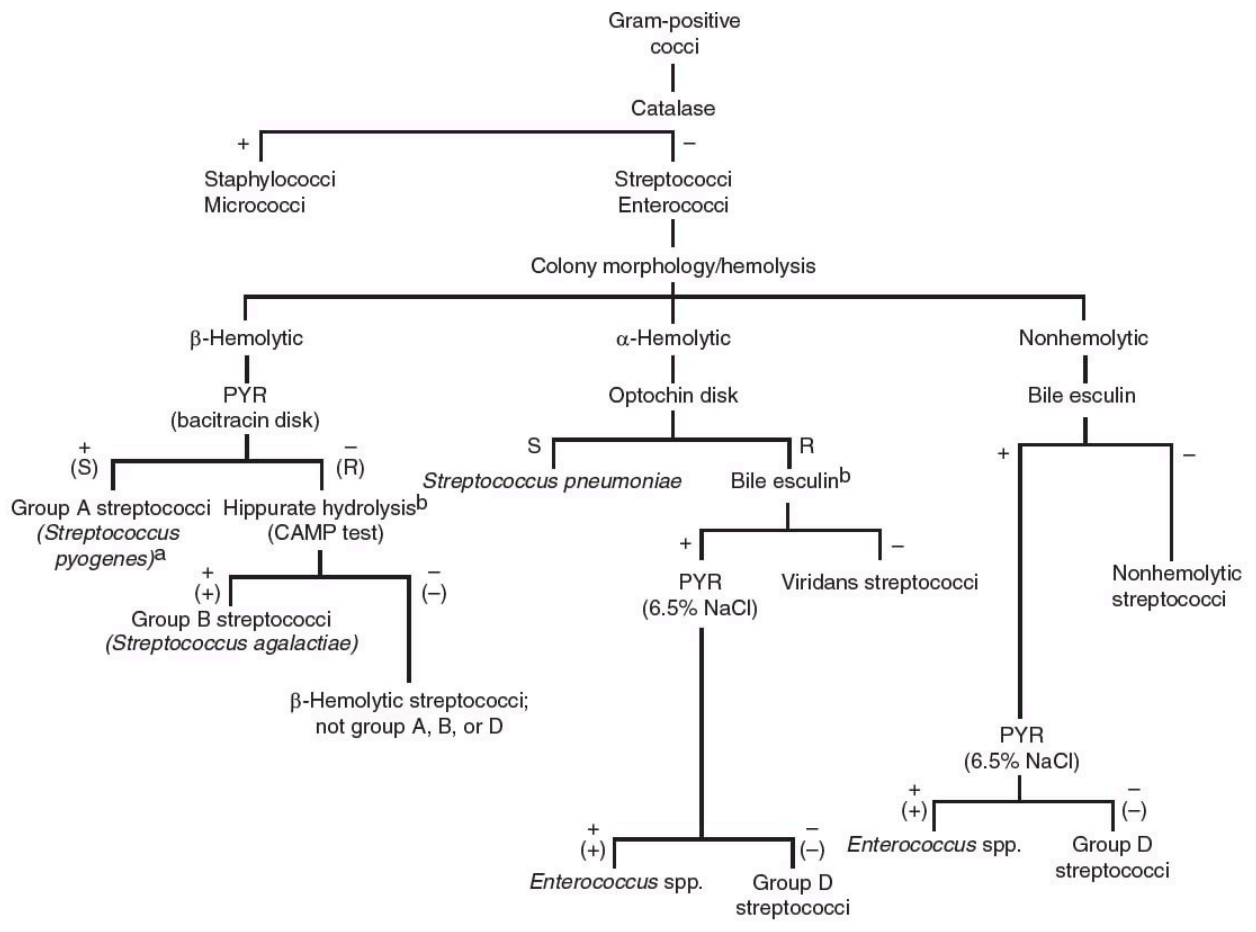 Gram-positive
cocci
Catalase
+
–
Staphylococci
Micrococci
Streptococci
Enterococci
Colony morphology/hemolysis
β-Hemolytic
α-Hemolytic
Nonhemolytic
PYR
(bacitracin disk)
Optochin disk
Bile esculin
+
(S)
–
(R)
S
R
+
–
Group A streptococci
(Streptococcus
pyogenes)a
Hippurate hydrolysisb
(CAMP test)
Streptococcus pneumoniae
Bile esculinb
+
(+)
–
(–)
+
–
Group B streptococci
(Streptococcus agalactiae)
PYR
(6.5% NaCl)
Viridans streptococci
Nonhemolytic
streptococci
β-Hemolytic streptococci;
not group A, B, or D
PYR
(6.5% NaCl)
+
(+)
–
(–)
+
(+)
–
(–)
Enterococcus spp.
Group D
streptococci
Enterococcus spp.
Group D
streptococci